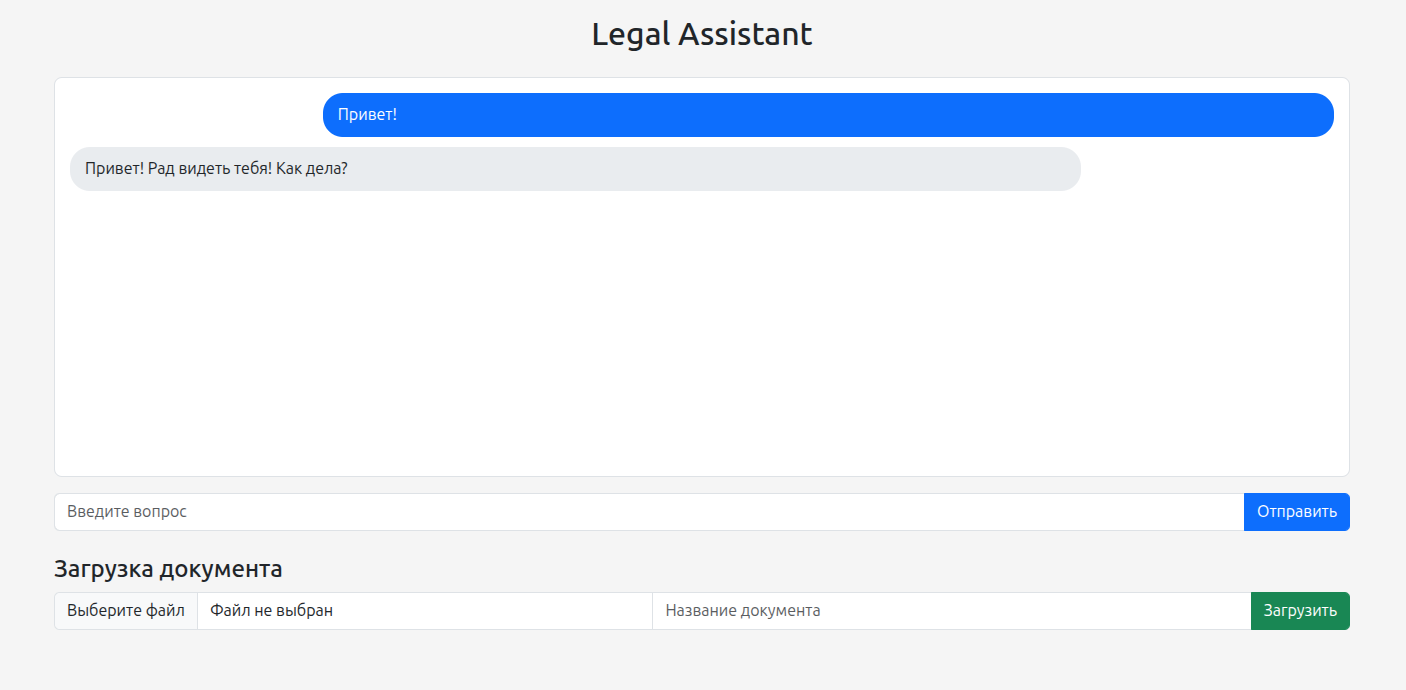 Legal Assistant
Привет!
Привет! Рад видеть тебя! Как дела?
Введите вопрос
Отправить
Загрузка документа
Выберите файл
Файл не выбран
Название документа
Загрузить